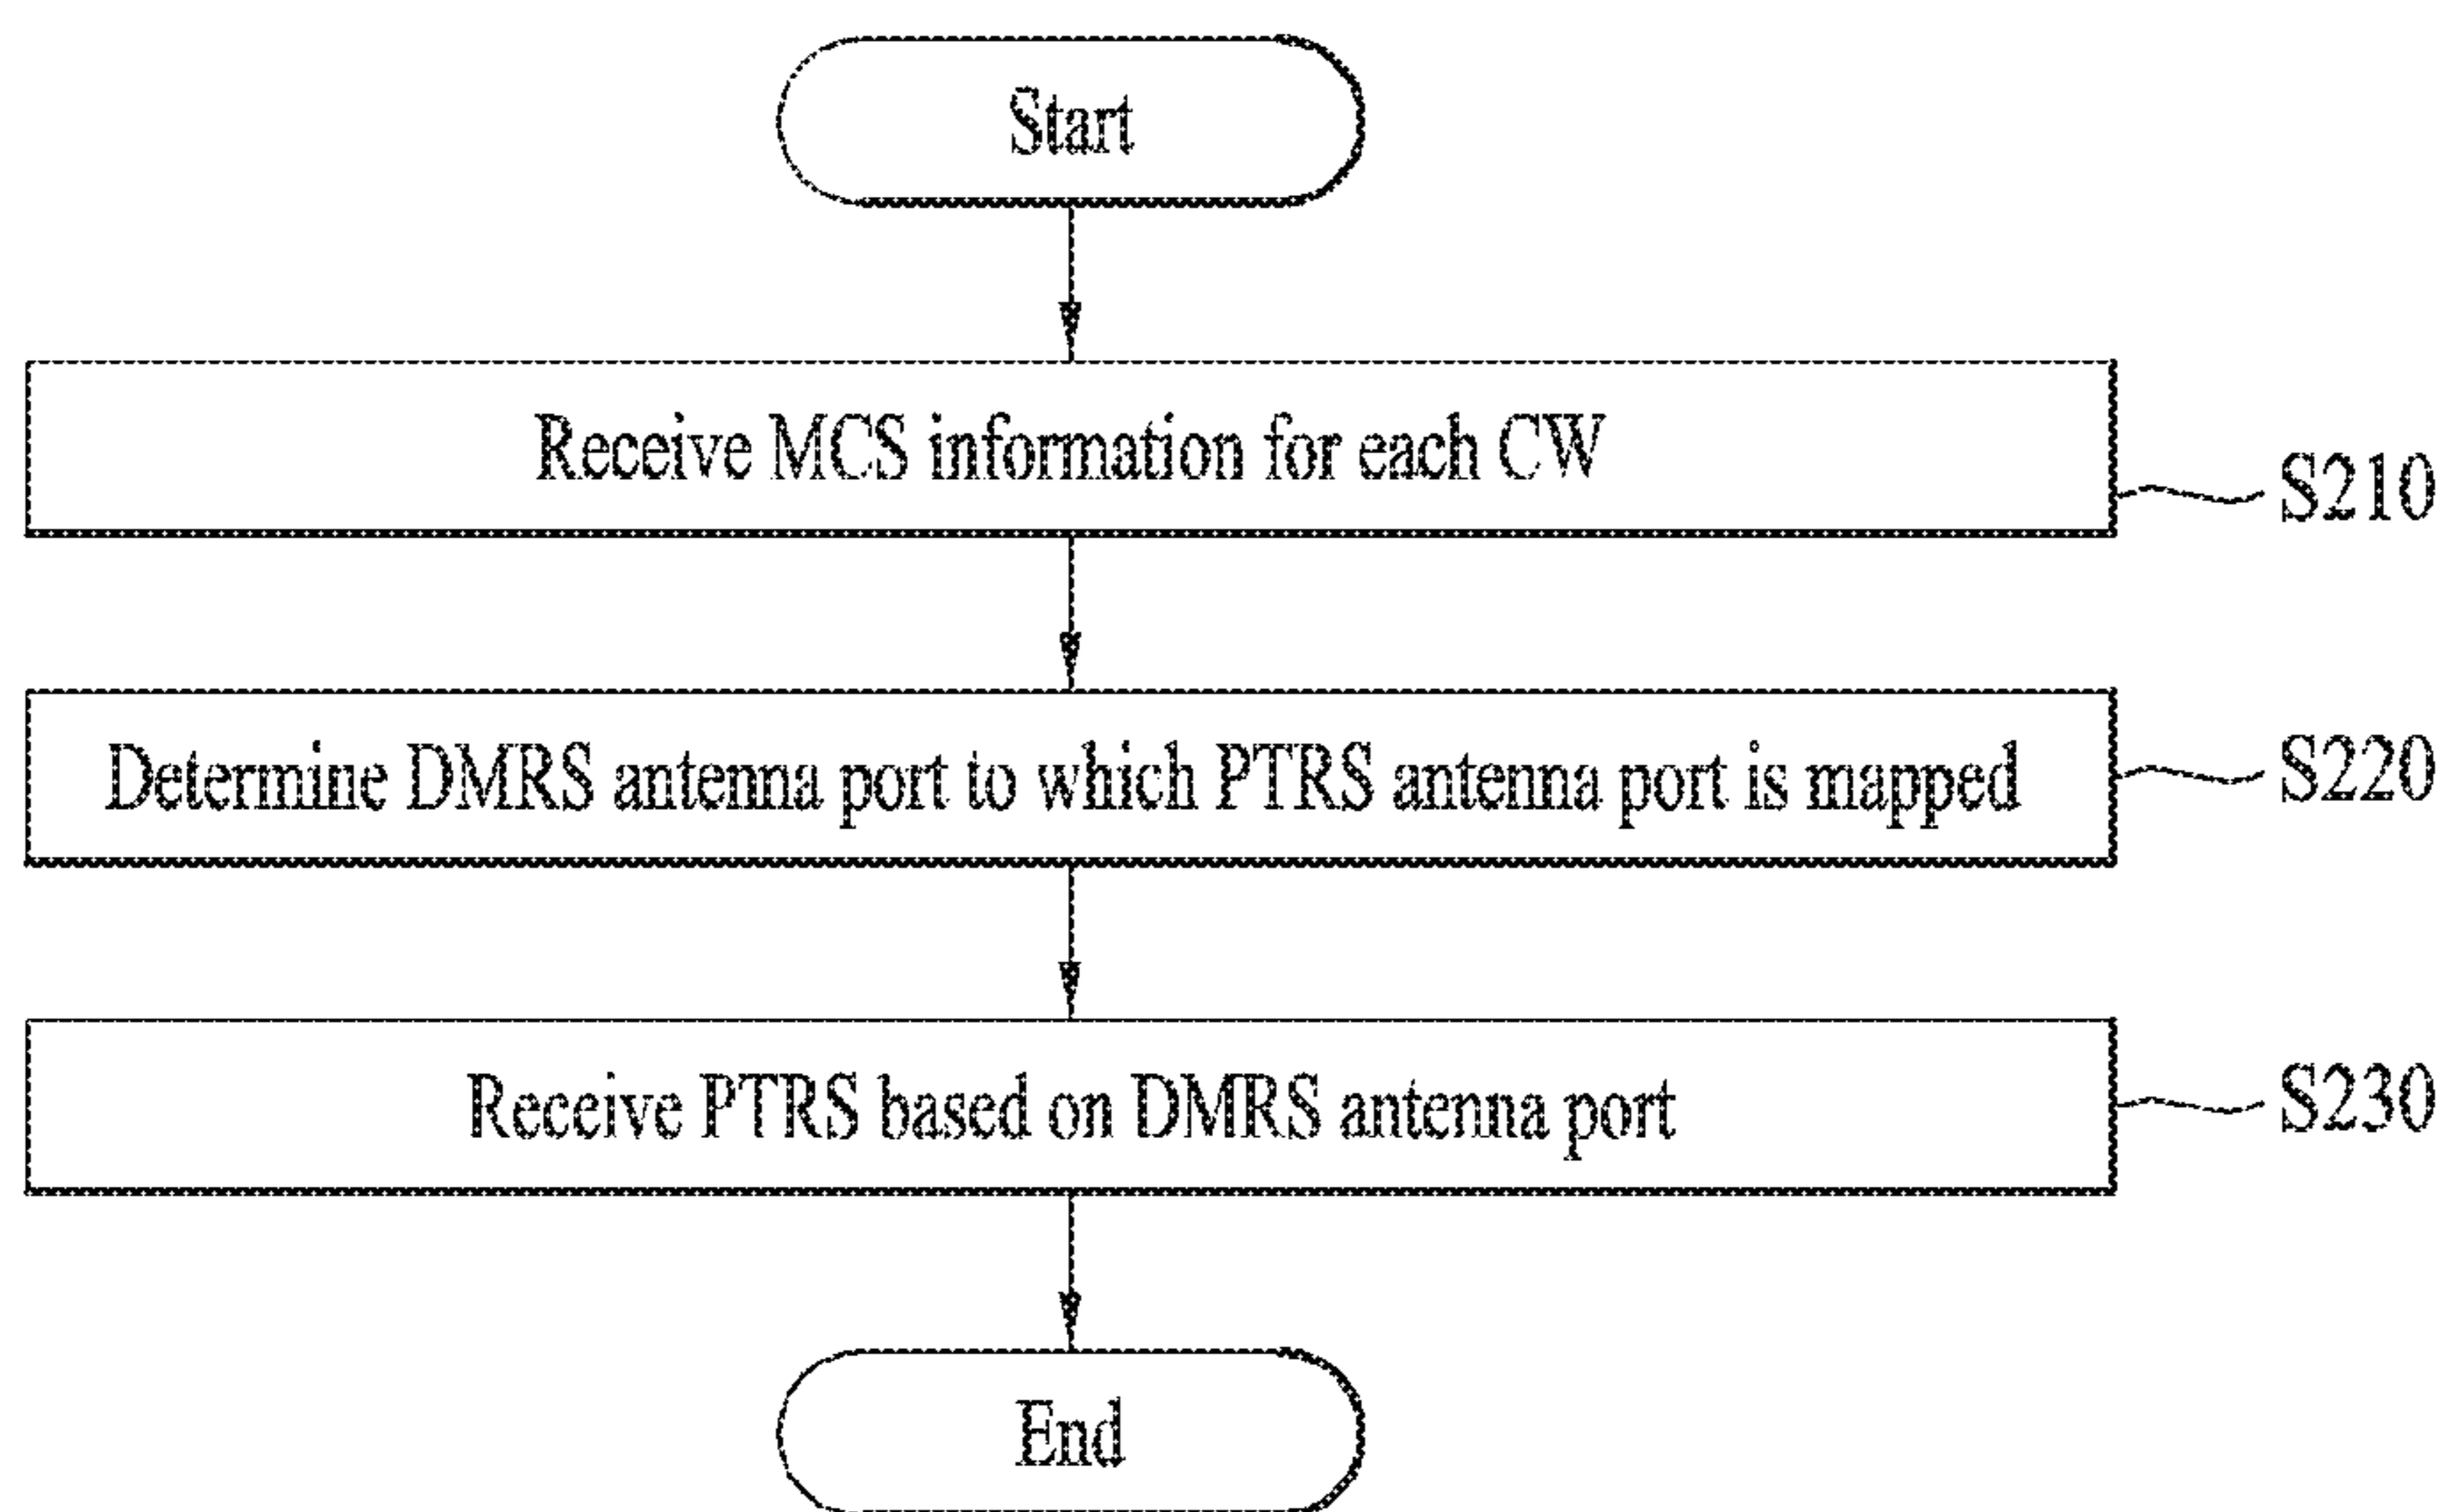 Start
Receive MCS information for each CW
S210
Determine DMRS antenna port to which PTRS antenna port is mapped
S220
Receive PTRS based on DMRS antenna port
S230
End